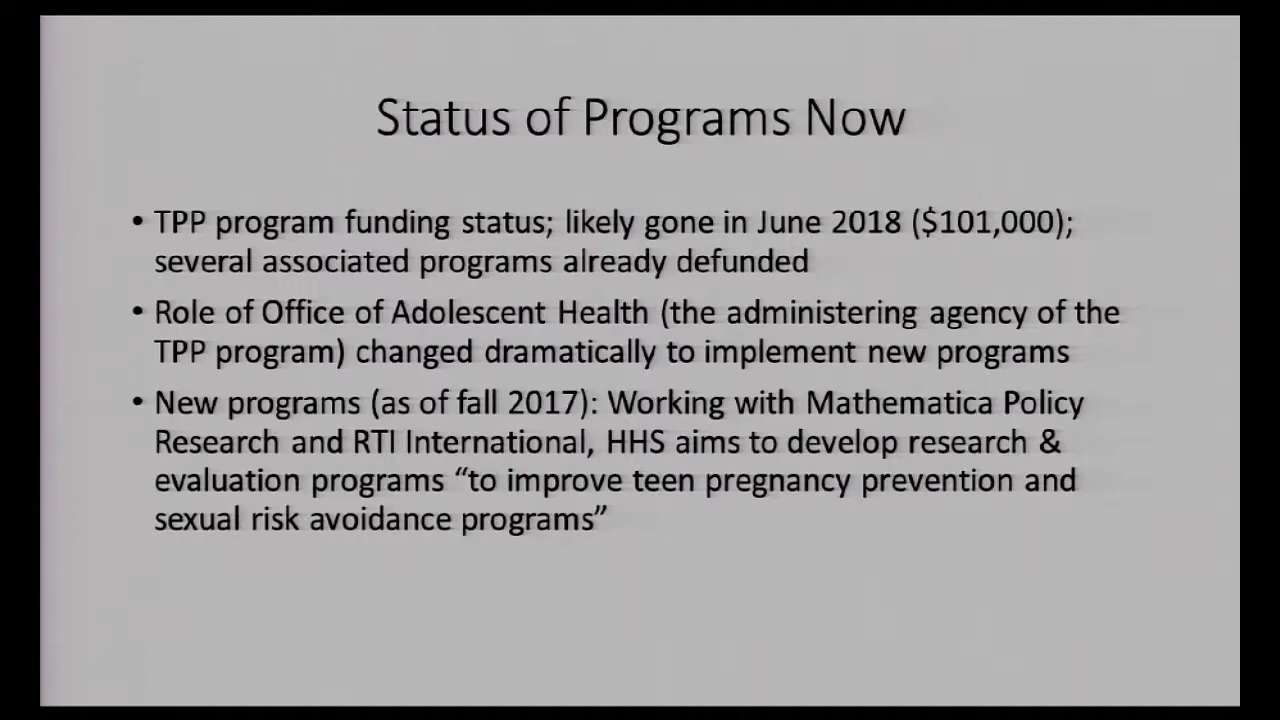 Status of Programs Now
• TPP program funding status; likely gone in June 2018 ($101,000);
several associated programs already defunded
• Role of Office of Adolescent Health (the administering agency of the
TPP program) changed dramatically to implement new programs
• New programs (as of fall 2017): Working with Mathematica Policy
Research and RTI International, HHS aims to develop research &
evaluation programs “to improve teen pregnancy prevention and
sexual risk avoidance programs”